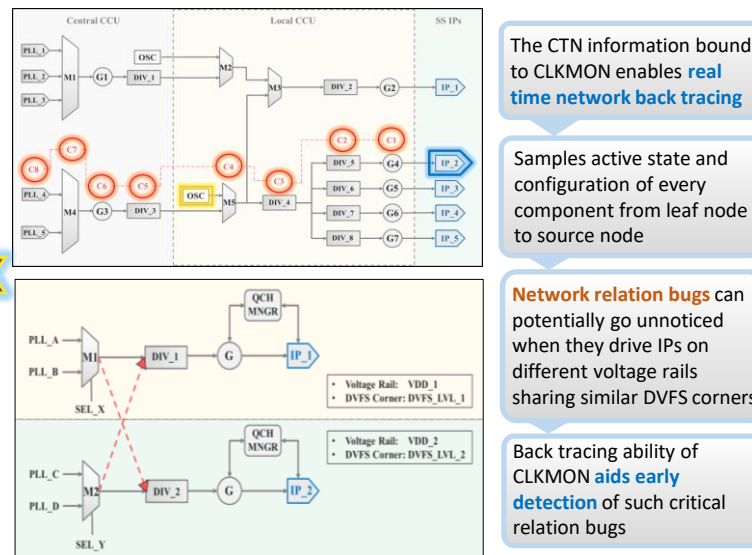 Central CCU
Local CCU
SS IPs
PLL_1
PLL_2
PLL_3
M1
G1
DIV_1
OSC
M2
M3
DIV_2
G2
IP_1
C8
C7
C6
C5
C4
C3
C2
C1
PLL_4
PLL_5
M4
G3
DIV_3
OSC
M5
DIV_4
DIV_5
G4
IP_2
DIV_6
G5
IP_3
DIV_7
G6
IP_4
DIV_8
G7
IP_5
QCH
MNGR
PLL_A
PLL_B
M1
DIV_1
G
IP_1
SEL_X
• Voltage Rail: VDD_1
• DVFS Corner: DVFS_LVL_1
QCH
MNGR
PLL_C
PLL_D
M2
DIV_2
G
IP_2
SEL_Y
• Voltage Rail: VDD_2
• DVFS Corner: DVFS_LVL_2
The CTN information bound
to CLKMON enables real
time network back tracing
Samples active state and
configuration of every
component from leaf node
to source node
Network relation bugs can
potentially go unnoticed
when they drive IPs on
different voltage rails
sharing similar DVFS corners
Back tracing ability of
CLKMON aids early
detection of such critical
relation bugs